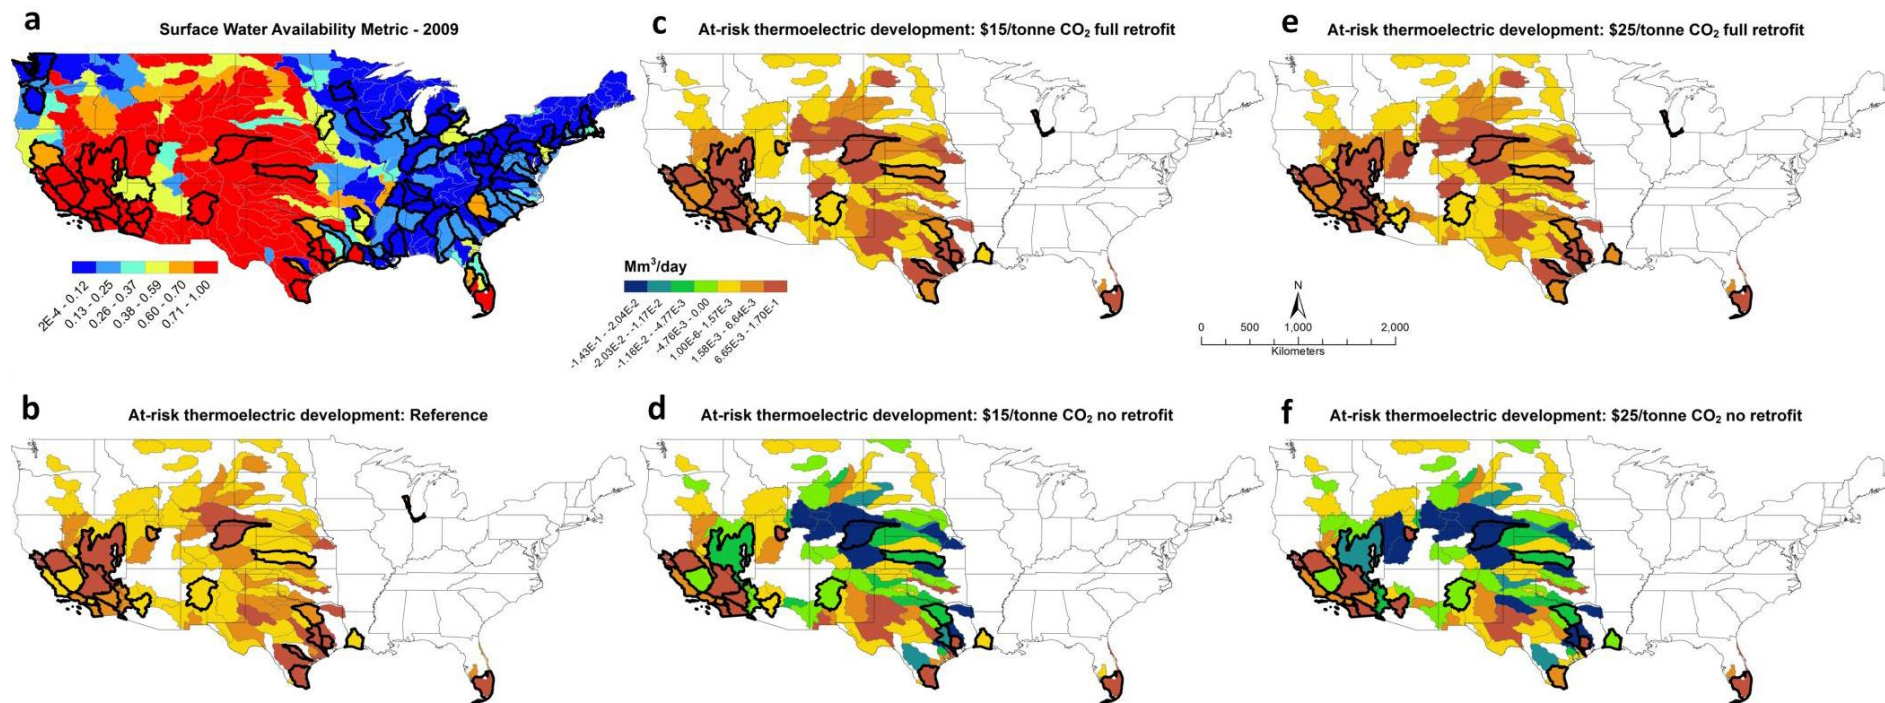 a
Surface Water Availability Metric - 2009
2E-4 - 0.12
0.13 - 0.25
0.26 - 0.37
0.38 - 0.59
0.60 - 0.70
0.71 - 1.00
c
At-risk thermoelectric development: $15/tonne CO₂ full retrofit
Mm³/day
-1.43E-1 - -2.04E-2
-2.03E-2 - -1.17E-2
-1.16E-2 - -4.77E-3
-4.76E-3 - 0.00
1.00E-6- 1.57E-3
1.58E-3 - 6.64E-3
6.65E-3 - 1.70E-1
e
At-risk thermoelectric development: $25/tonne CO₂ full retrofit
N
0 500 1,000 2,000
Kilometers
b
At-risk thermoelectric development: Reference
d
At-risk thermoelectric development: $15/tonne CO₂ no retrofit
f
At-risk thermoelectric development: $25/tonne CO₂ no retrofit